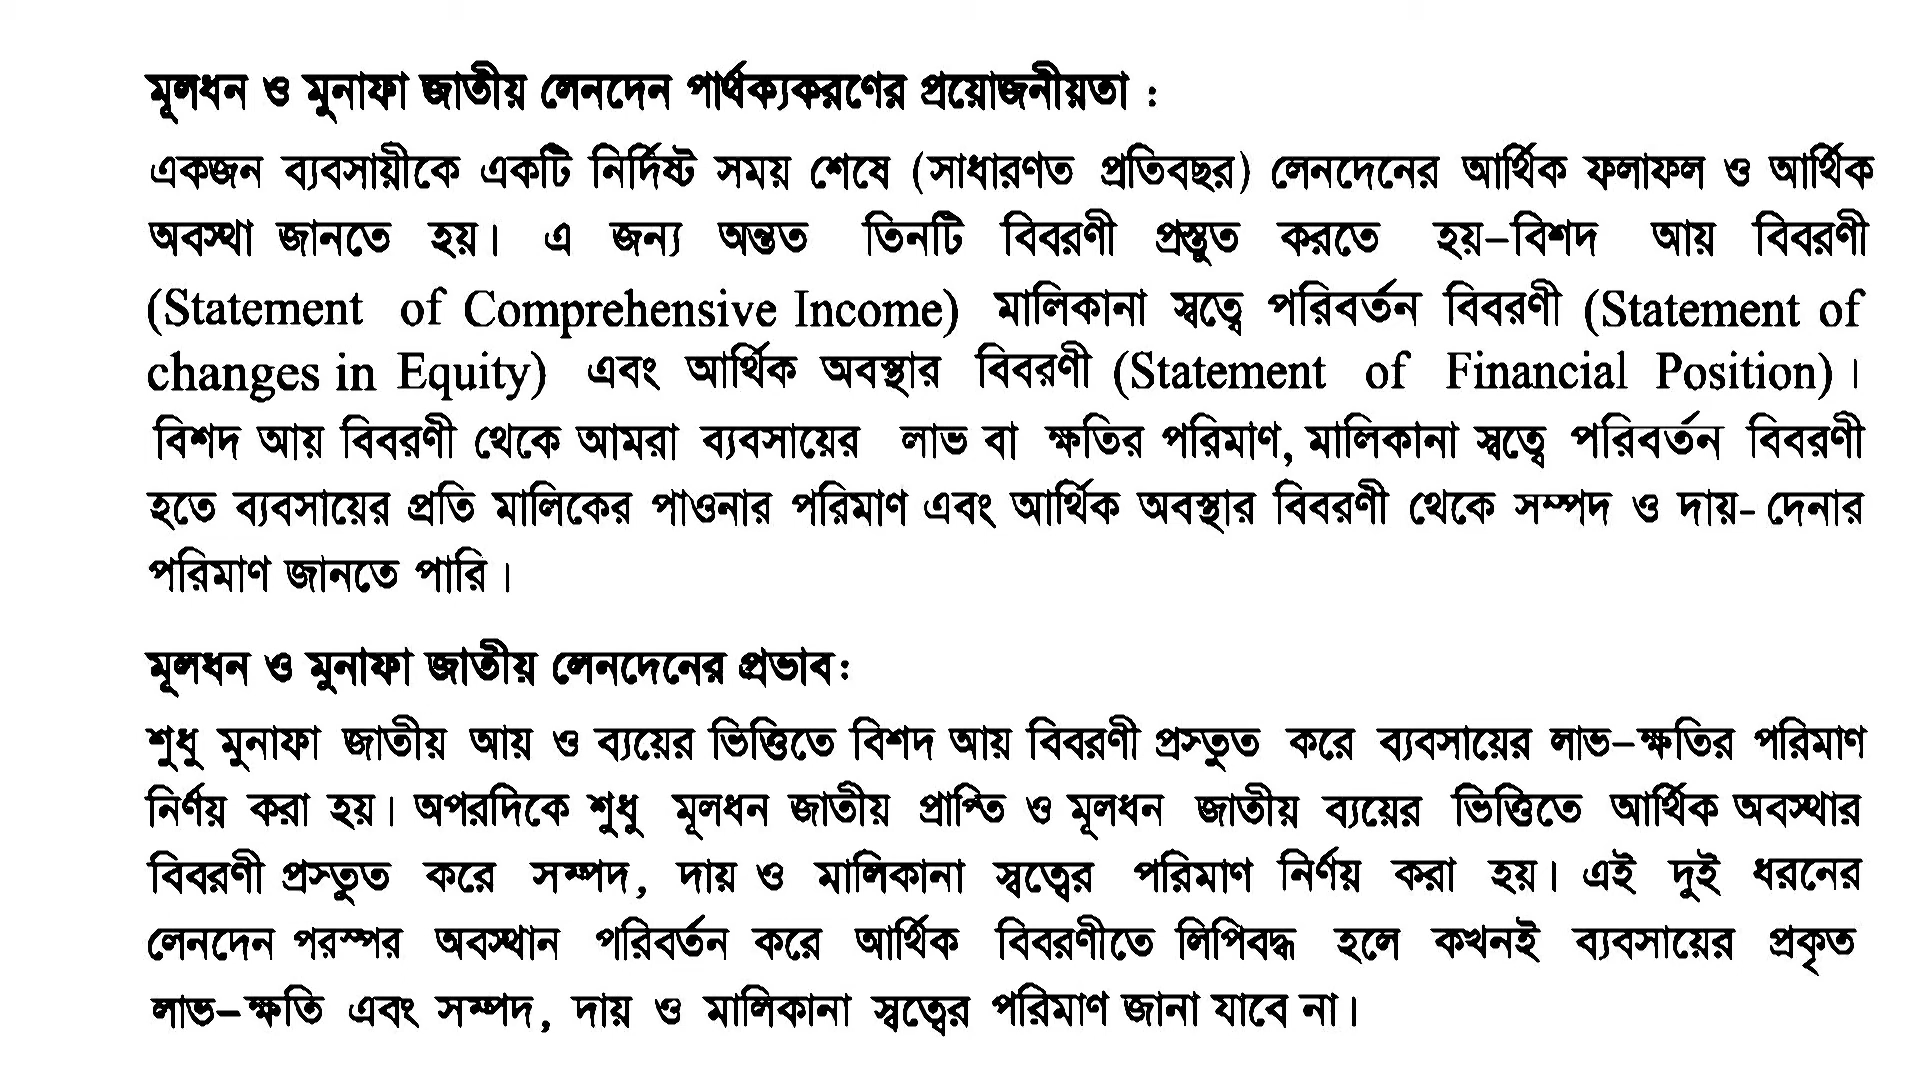 মূলধন ও মুনাফা জাতীয় লেনদেন পার্থক্যকরণের প্রয়োজনীয়তা :
একজন ব্যবসায়ীকে একটি নির্দিষ্ট সময় শেষে (সাধারণত প্রতিবছর) লেনদেনের আর্থিক ফলাফল ও আর্থিক
অবস্থা জানতে হয়। এ জন্য অন্তত তিনটি বিবরণী প্রস্তুত করতে হয়–বিশদ আয় বিবরণী
(Statement of Comprehensive Income) মালিকানা স্বত্বে পরিবর্তন বিবরণী (Statement of
changes in Equity) এবং আর্থিক অবস্থার বিবরণী (Statement of Financial Position)।
বিশদ আয় বিবরণী থেকে আমরা ব্যবসায়ের লাভ বা ক্ষতির পরিমাণ, মালিকানা স্বত্বে পরিবর্তন বিবরণী
হতে ব্যবসায়ের প্রতি মালিকের পাওনার পরিমাণ এবং আর্থিক অবস্থার বিবরণী থেকে সম্পদ ও দায়- দেনার
পরিমাণ জানতে পারি।
মূলধন ও মুনাফা জাতীয় লেনদেনের প্রভাব:
শুধু মুনাফা জাতীয় আয় ও ব্যয়ের ভিত্তিতে বিশদ আয় বিবরণী প্রস্তুত করে ব্যবসায়ের লাভ–ক্ষতির পরিমাণ
নির্ণয় করা হয়। অপরদিকে শুধু মূলধন জাতীয় প্রাপ্তি ও মূলধন জাতীয় ব্যয়ের ভিত্তিতে আর্থিক অবস্থার
বিবরণী প্রস্তুত করে সম্পদ, দায় ও মালিকানা স্বত্বের পরিমাণ নির্ণয় করা হয়। এই দুই ধরনের
লেনদেন পরস্পর অবস্থান পরিবর্তন করে আর্থিক বিবরণীতে লিপিবদ্ধ হলে কখনই ব্যবসায়ের প্রকৃত
লাভ–ক্ষতি এবং সম্পদ, দায় ও মালিকানা স্বত্বের পরিমাণ জানা যাবে না।